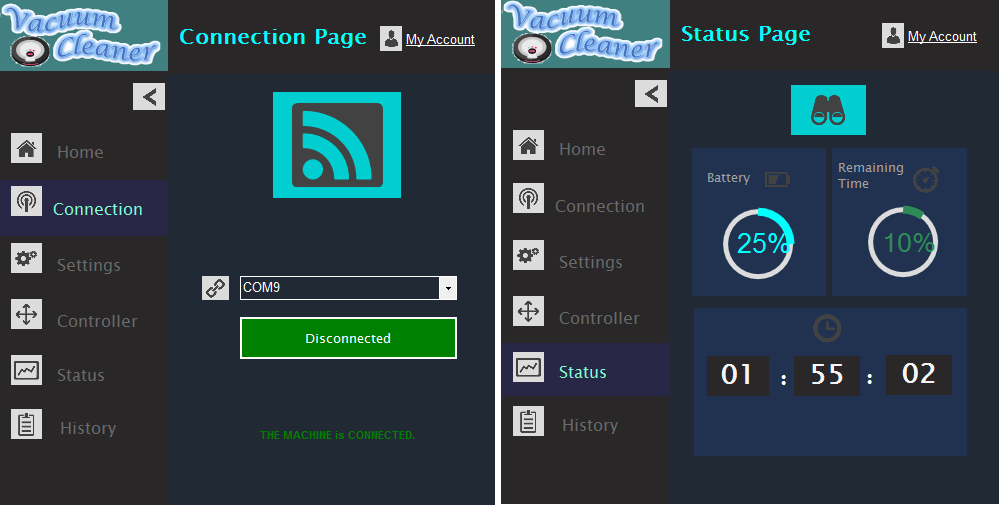 Vacuum
Cleaner
Connection Page
My Account
Home
Connection
Settings
Controller
Status
History
COM9
Disconnected
THE MACHINE is CONNECTED.
Vacuum
Cleaner
Status Page
My Account
Home
Connection
Settings
Controller
Status
History
Battery
25%
Remaining
Time
10%
01 : 55 : 02